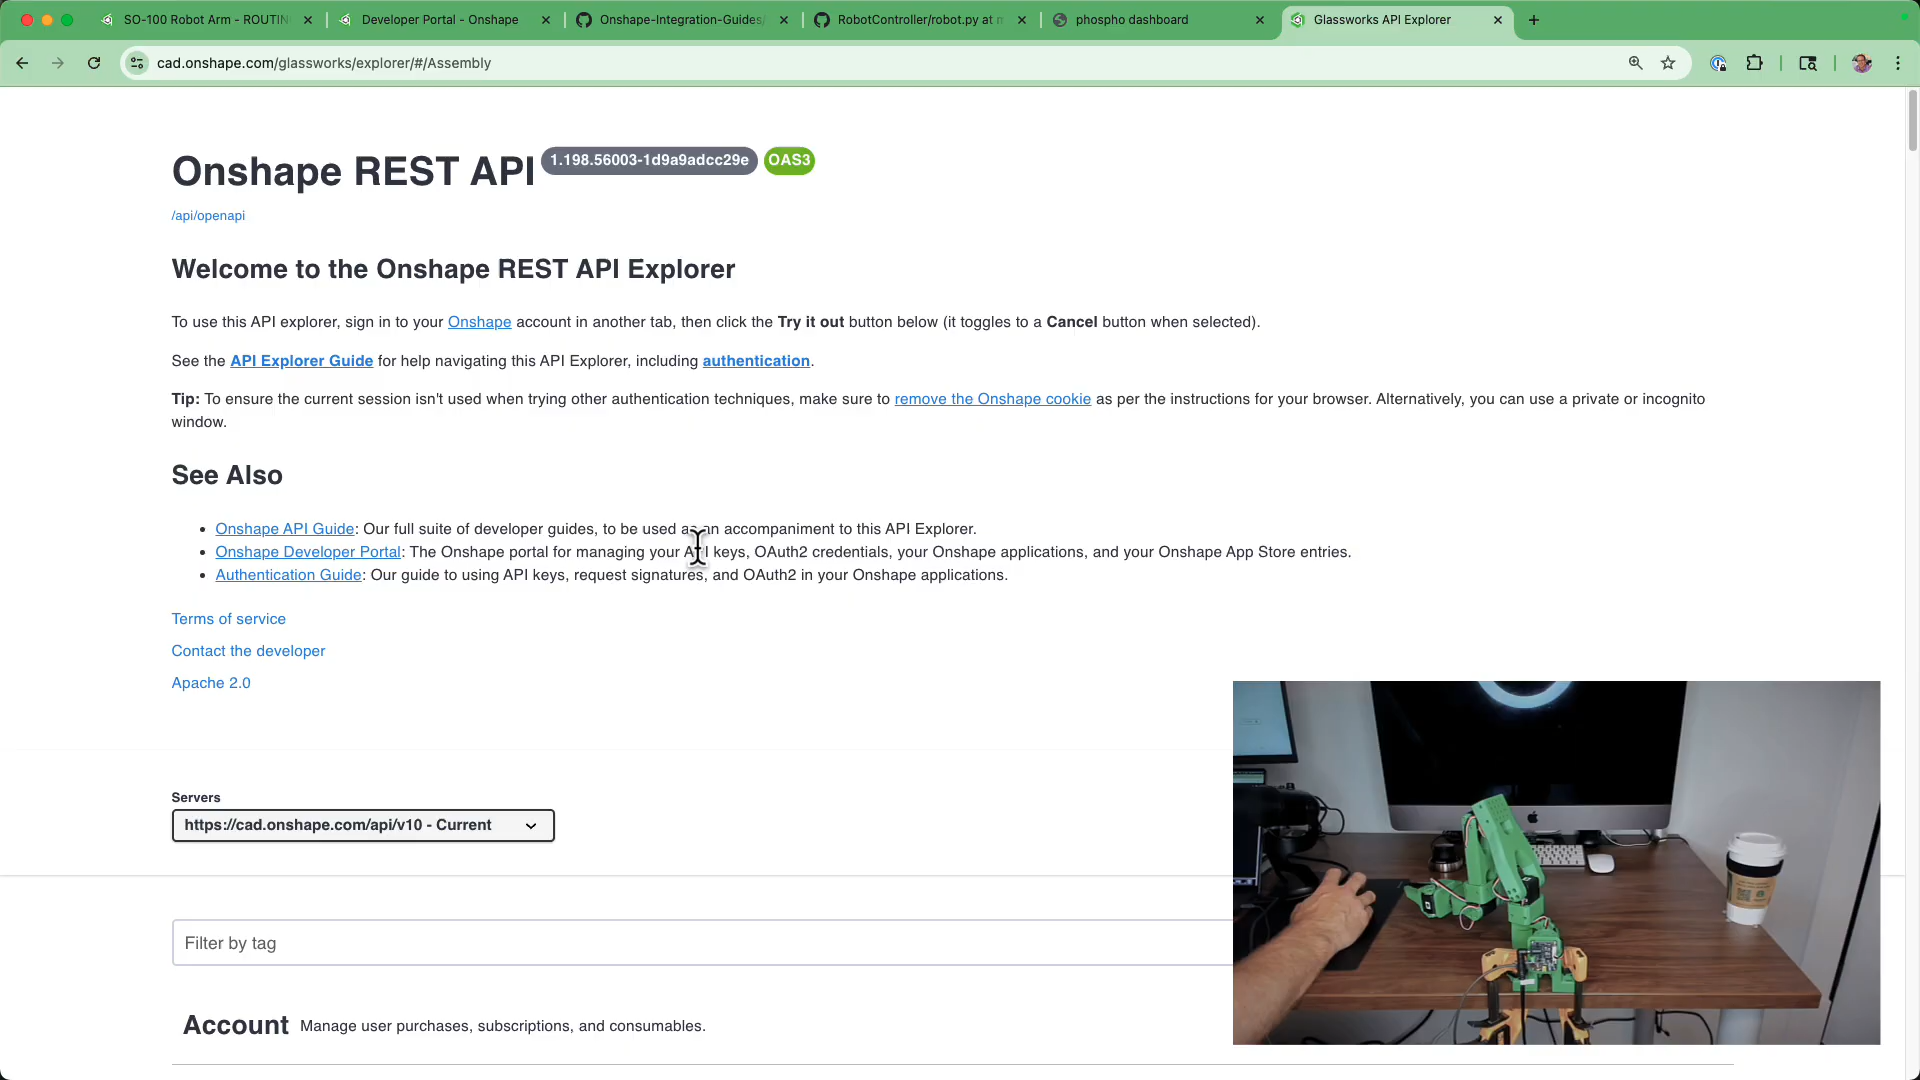 SO-100 Robot Arm - ROUTIN
Developer Portal - Onshape
Onshape-Integration-Guides/
RobotController/robot.py at m
phospho dashboard
Glassworks API Explorer
cad.onshape.com/glassworks/explorer/#/Assembly
Onshape REST API 1.198.56003-1d9a9adcc29e OAS3
/api/openapi
Welcome to the Onshape REST API Explorer
To use this API explorer, sign in to your Onshape account in another tab, then click the Try it out button below (it toggles to a Cancel button when selected).
See the API Explorer Guide for help navigating this API Explorer, including authentication.
Tip: To ensure the current session isn't used when trying other authentication techniques, make sure to remove the Onshape cookie as per the instructions for your browser. Alternatively, you can use a private or incognito
window.
See Also
• Onshape API Guide: Our full suite of developer guides, to be used as an accompaniment to this API Explorer.
• Onshape Developer Portal: The Onshape portal for managing your API keys, OAuth2 credentials, your Onshape applications, and your Onshape App Store entries.
• Authentication Guide: Our guide to using API keys, request signatures, and OAuth2 in your Onshape applications.
Terms of service
Contact the developer
Apache 2.0
Servers
https://cad.onshape.com/api/v10 - Current
Filter by tag
Account Manage user purchases, subscriptions, and consumables.